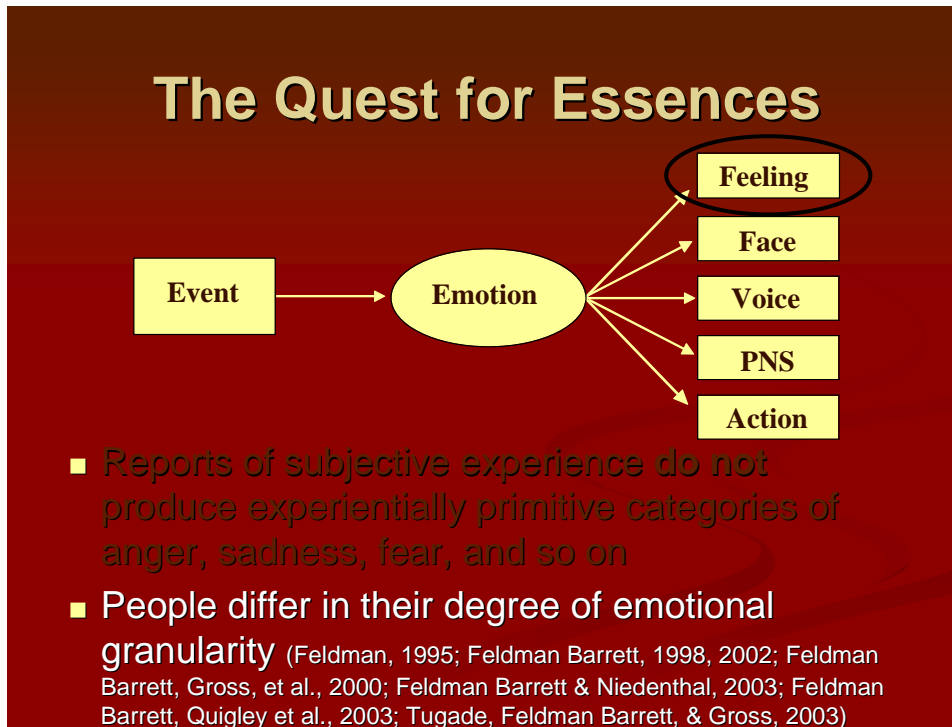 The Quest for Essences
Feeling
Face
Event
Emotion
Voice
PNS
Action
Reports of subjective experience do not
produce experientially primitive categories of
anger, sadness, fear, and so on
People differ in their degree of emotional
granularity (Feldman, 1995; Feldman Barrett, 1998, 2002; Feldman
Barrett, Gross, et al., 2000; Feldman Barrett & Niedenthal, 2003; Feldman
Barrett, Quigley et al., 2003; Tugade, Feldman Barrett, & Gross, 2003)